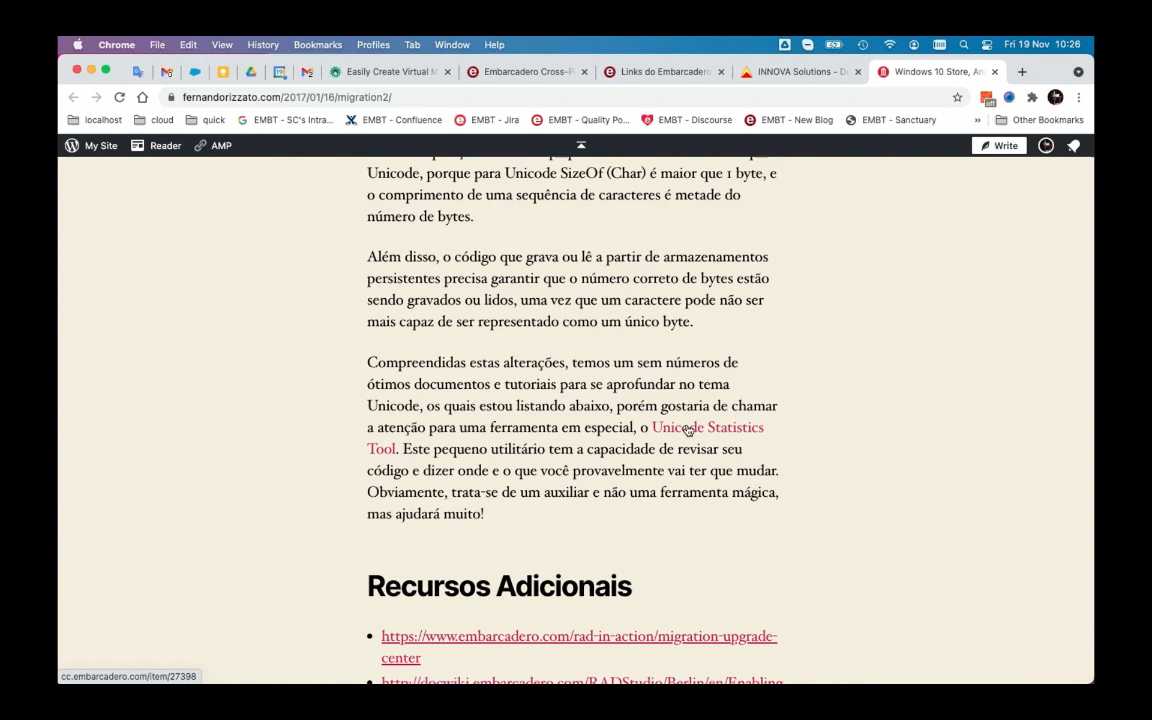 Chrome File Edit View History Bookmarks Profiles Tab Window Help
Fri 19 Nov 10:26
Easily Create Virtual M
Embarcadero Cross-P
Links do Embarcadero
INNOVA Solutions - D
Windows 10 Store, An
fernandorizzato.com/2017/01/16/migration2/
off
localhost cloud quick EMBT - SC's Intra... EMBT - Confluence EMBT - Jira EMBT - Quality Po... EMBT - Discourse EMBT - New Blog EMBT - Sanctuary » Other Bookmarks
My Site Reader AMP Write
Unicode, porque para Unicode SizeOf (Char) é maior que 1 byte, e
o comprimento de uma sequência de caracteres é metade do
número de bytes.
Além disso, o código que grava ou lê a partir de armazenamentos
persistentes precisa garantir que o número correto de bytes estão
sendo gravados ou lidos, uma vez que um caractere pode não ser
mais capaz de ser representado como um único byte.
Compreendidas estas alterações, temos um sem números de
ótimos documentos e tutoriais para se aprofundar no tema
Unicode, os quais estou listando abaixo, porém gostaria de chamar
a atenção para uma ferramenta em especial, o Unicode Statistics
Tool. Este pequeno utilitário tem a capacidade de revisar seu
código e dizer onde e o que você provavelmente vai ter que mudar.
Obviamente, trata-se de um auxiliar e não uma ferramenta mágica,
mas ajudará muito!
Recursos Adicionais
https://www.embarcadero.com/rad-in-action/migration-upgrade-
center
http://docwiki.embarcadero.com/RADStudio/Berlin/en/Enabling
cc.embarcadero.com/item/27398